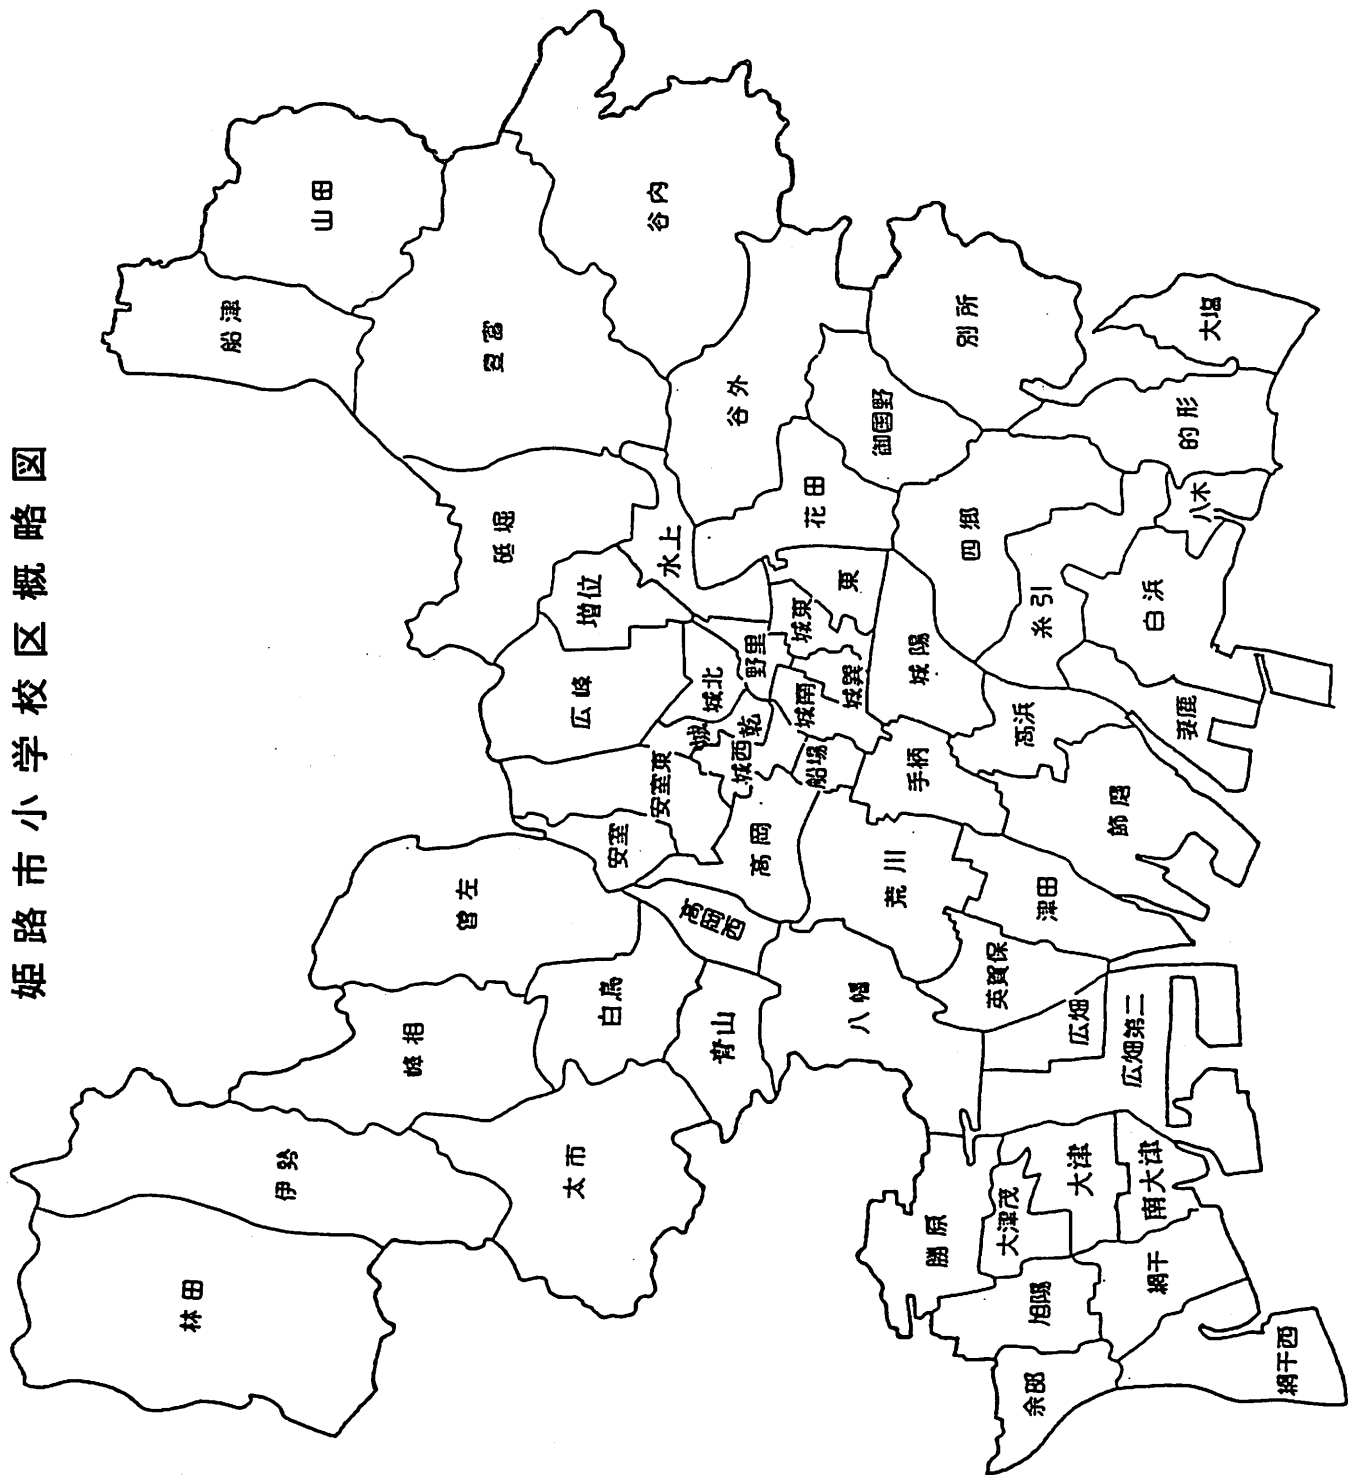 姫路市小学校区概略図
山田
船津
豊富
谷内
谷外
別所
大塩
御国野
的形
花田
四郷
八木
砥堀
水上
増位
東
城東
糸引
白浜
広峰
城北
野里
城巽
城陽
城南
城西
城乾
船場
高浜
妻鹿
手柄
飾磨
安室東
安室
高岡
荒川
津田
曽左
高岡西
英賀保
白鳥
青山
八幡
広畑
広畑第二
峰相
伊勢
太市
大津
南大津
大津茂
勝原
網干
旭陽
林田
余部
網干西